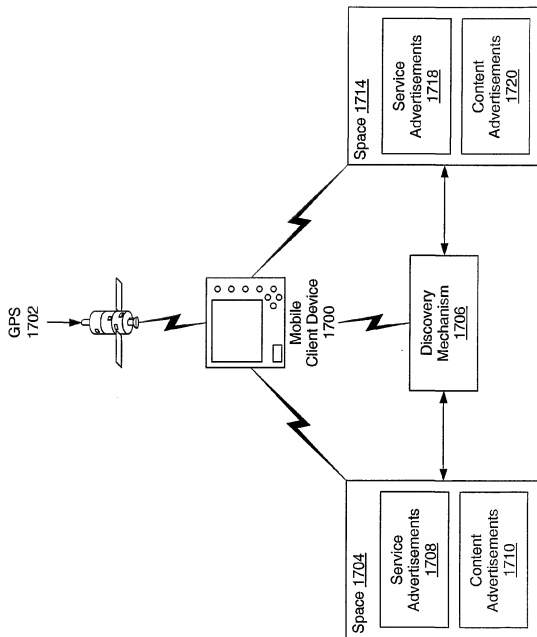 GPS
1702
Mobile
Client Device
1700
Space 1704
Service
Advertisements
1708
Content
Advertisements
1710
Discovery
Mechanism
1706
Space 1714
Service
Advertisements
1718
Content
Advertisements
1720